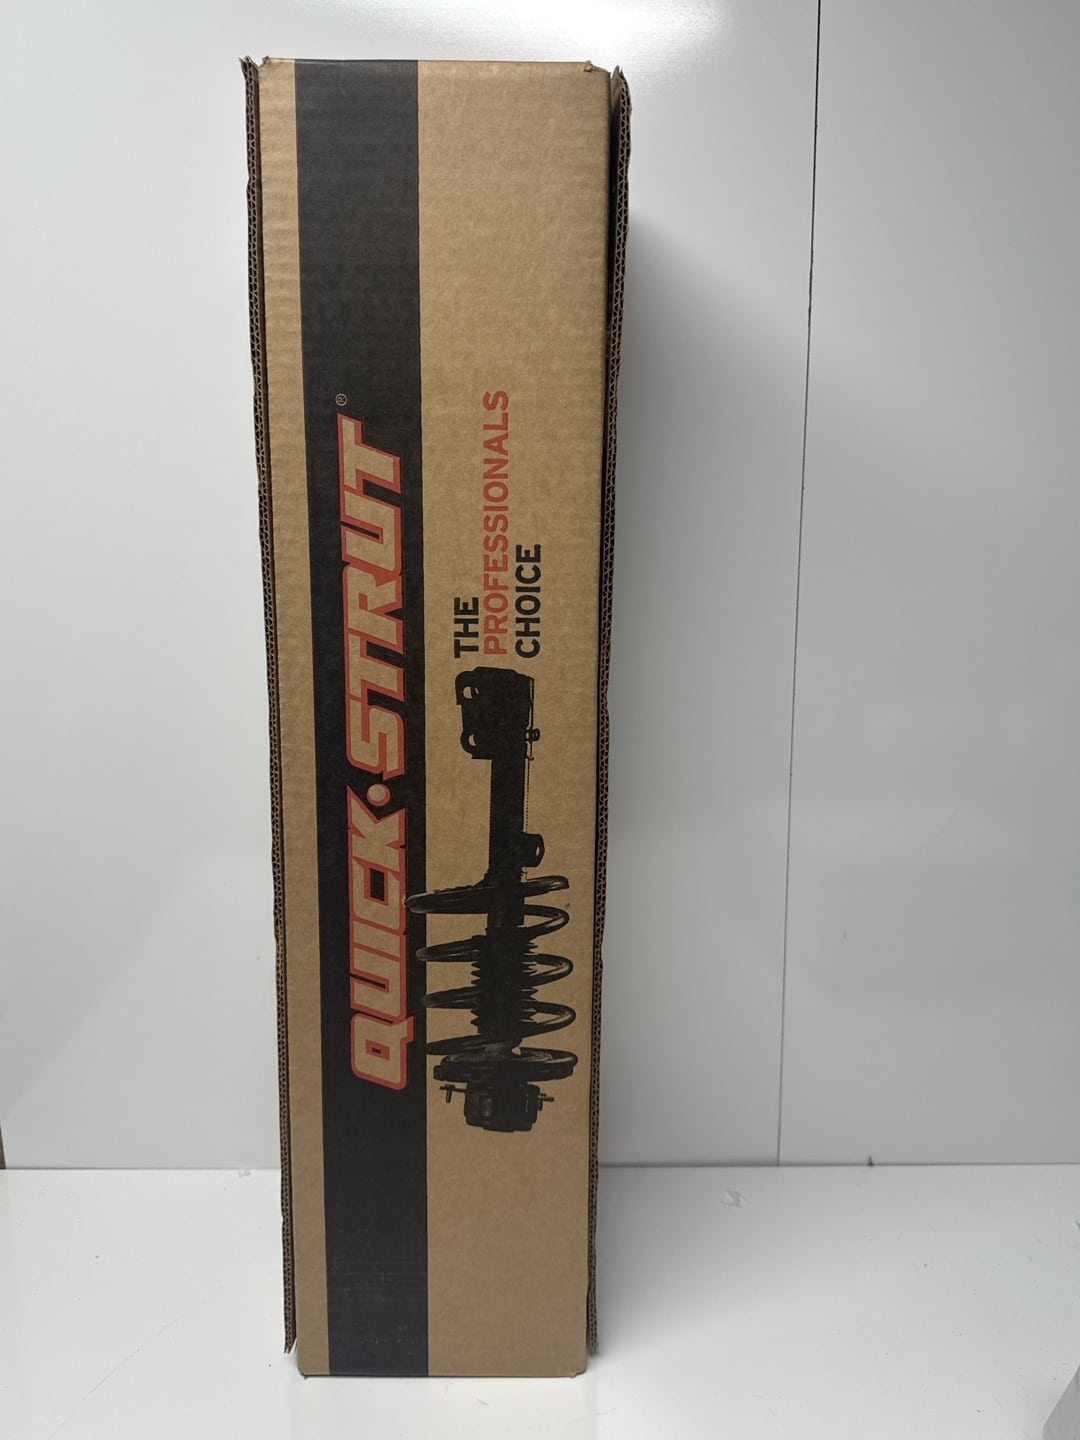 QUICK·STRUT®
THE
PROFESSIONALS
CHOICE